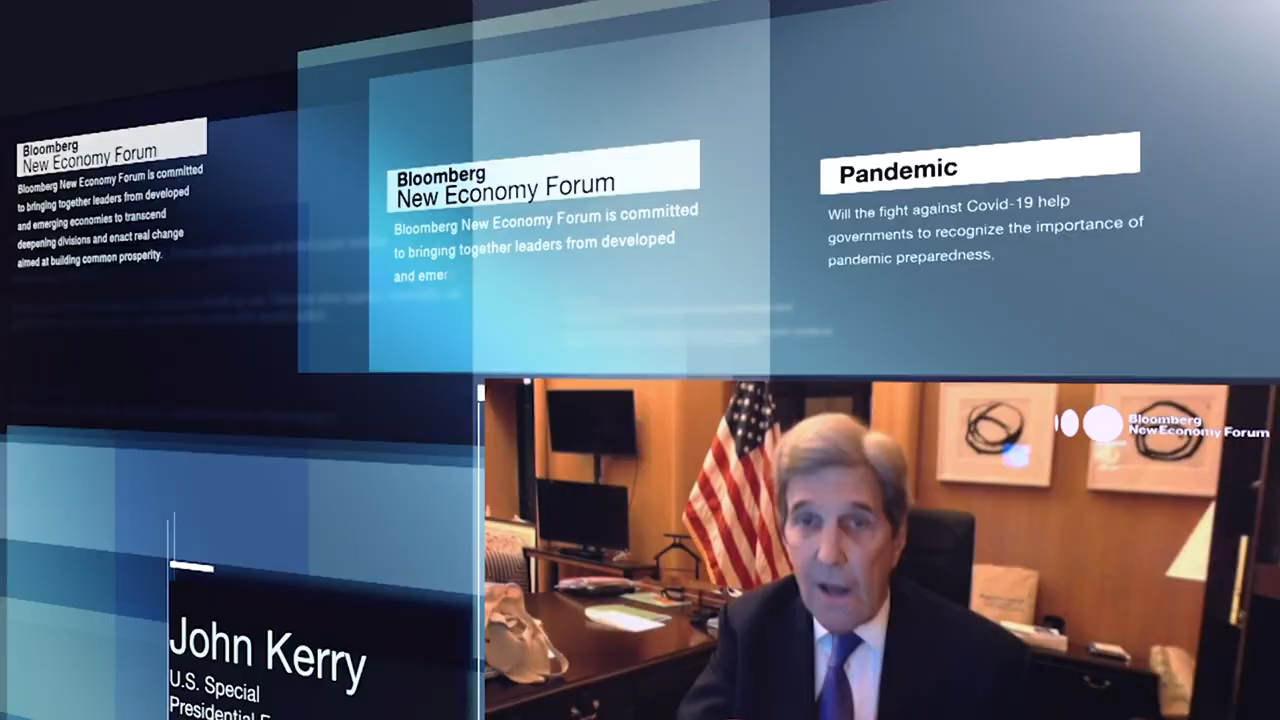 Bloomberg
New Economy Forum
Bloomberg New Economy Forum is committed
to bringing together leaders from developed
and emerging economies to transcend
deepening divisions and enact real change
aimed at building common prosperity.
Bloomberg
New Economy Forum
Bloomberg New Economy Forum is committed
to bringing together leaders from developed
and emer
Pandemic
Will the fight against Covid-19 help
governments to recognize the importance of
pandemic preparedness.
Bloomberg
New Economy Forum
John Kerry
U.S. Special
Presidential E